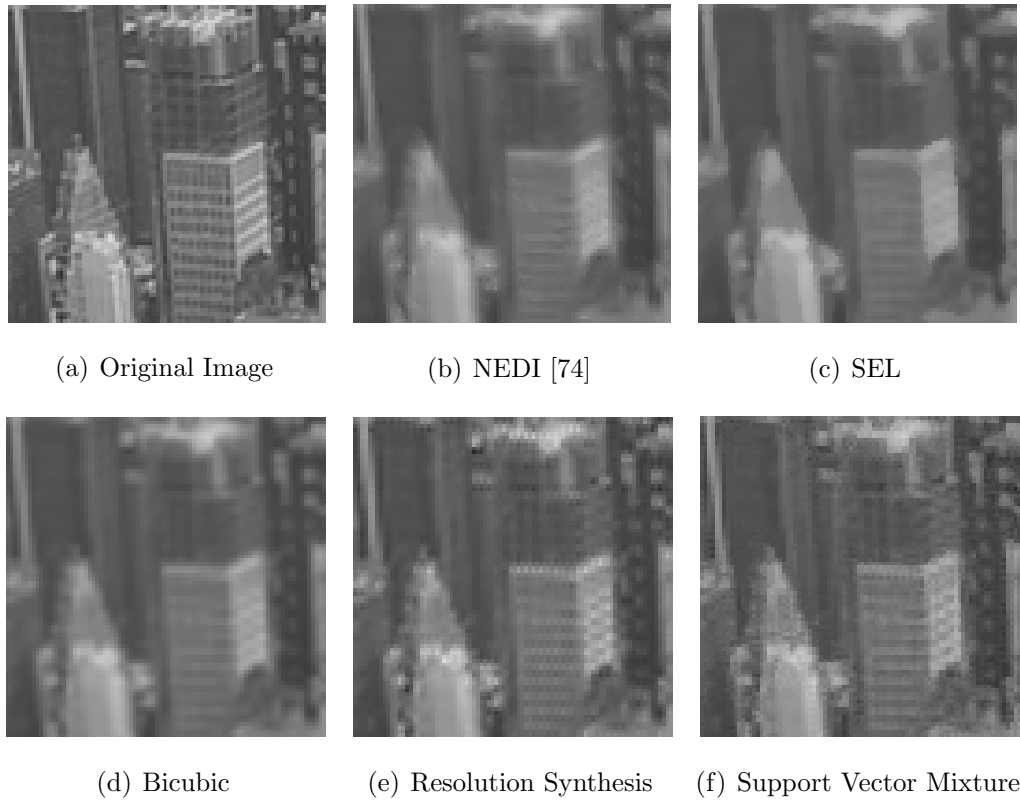 (a) Original Image
(b) NEDI [74]
(c) SEL
(d) Bicubic
(e) Resolution Synthesis
(f) Support Vector Mixture